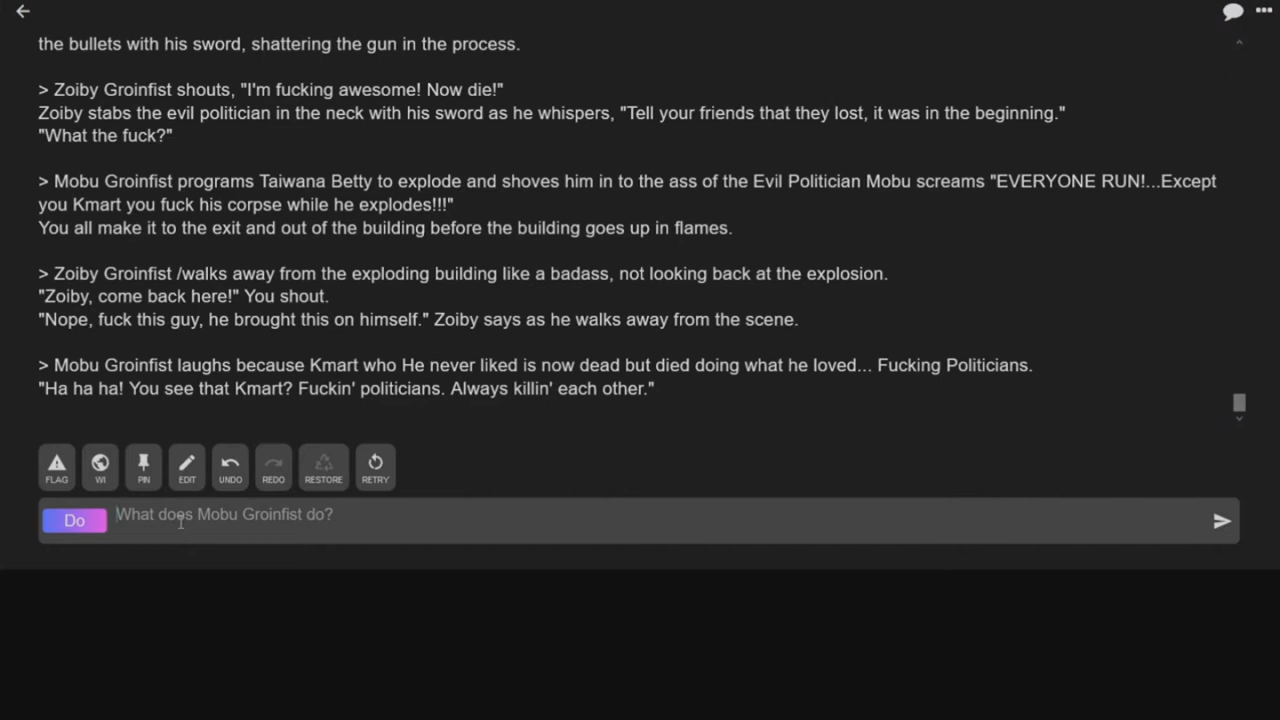 the bullets with his sword, shattering the gun in the process.
> Zoiby Groinfist shouts, "I'm fucking awesome! Now die!"
Zoiby stabs the evil politician in the neck with his sword as he whispers, "Tell your friends that they lost, it was in the beginning."
"What the fuck?"
> Mobu Groinfist programs Taiwana Betty to explode and shoves him in to the ass of the Evil Politician Mobu screams "EVERYONE RUN!...Except
you Kmart you fuck his corpse while he explodes!!!"
You all make it to the exit and out of the building before the building goes up in flames.
> Zoiby Groinfist /walks away from the exploding building like a badass, not looking back at the explosion.
"Zoiby, come back here!" You shout.
"Nope, fuck this guy, he brought this on himself." Zoiby says as he walks away from the scene.
> Mobu Groinfist laughs because Kmart who He never liked is now dead but died doing what he loved... Fucking Politicians.
"Ha ha ha! You see that Kmart? Fuckin' politicians. Always killin' each other."
FLAG WI PIN EDIT UNDO REDO RESTORE RETRY
Do What does Mobu Groinfist do?